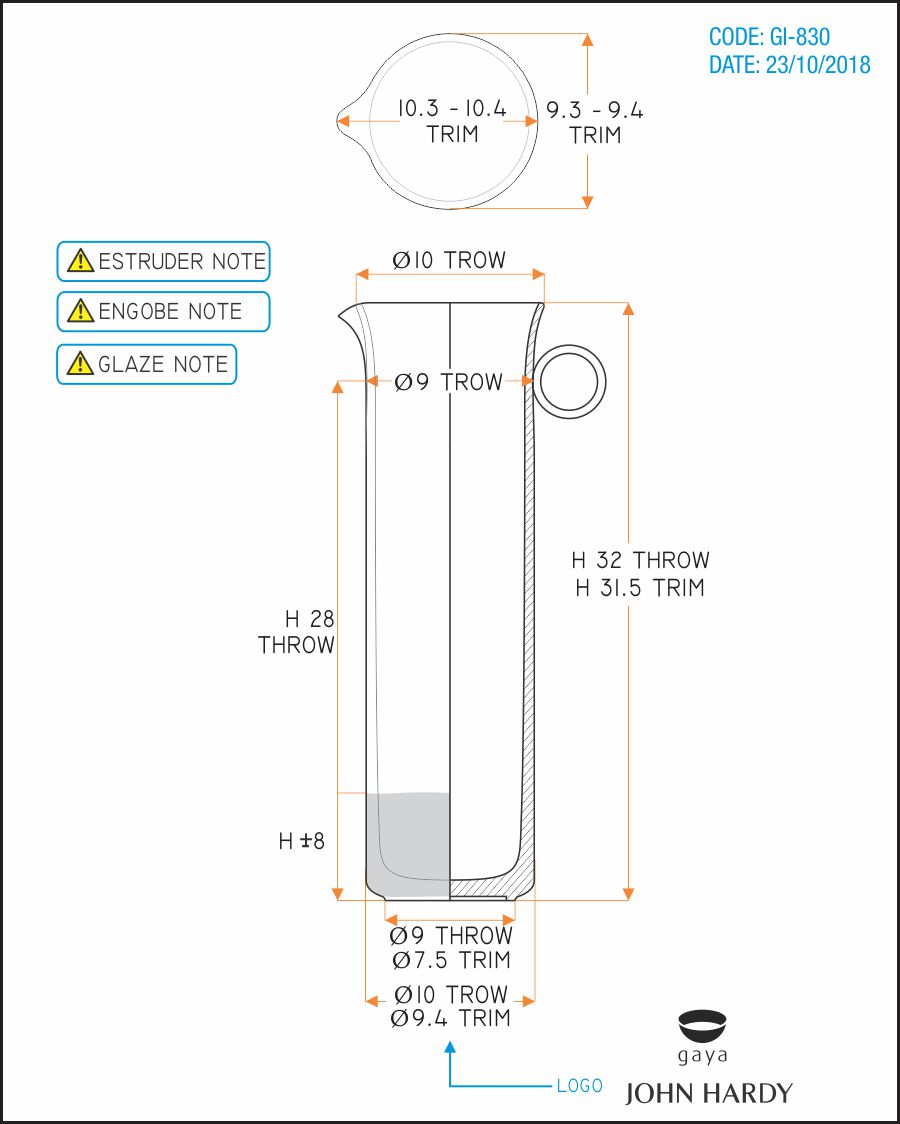 CODE: GI-830
DATE: 23/10/2018
10.3 - 10.4
TRIM
9.3 - 9.4
TRIM
ESTRUDER NOTE
ENGOBE NOTE
GLAZE NOTE
Ø10 TROW
Ø9 TROW
H 32 THROW
H 31.5 TRIM
H 28
THROW
H ±8
Ø9 THROW
Ø7.5 TRIM
Ø10 TROW
Ø9.4 TRIM
LOGO
gaya
JOHN HARDY